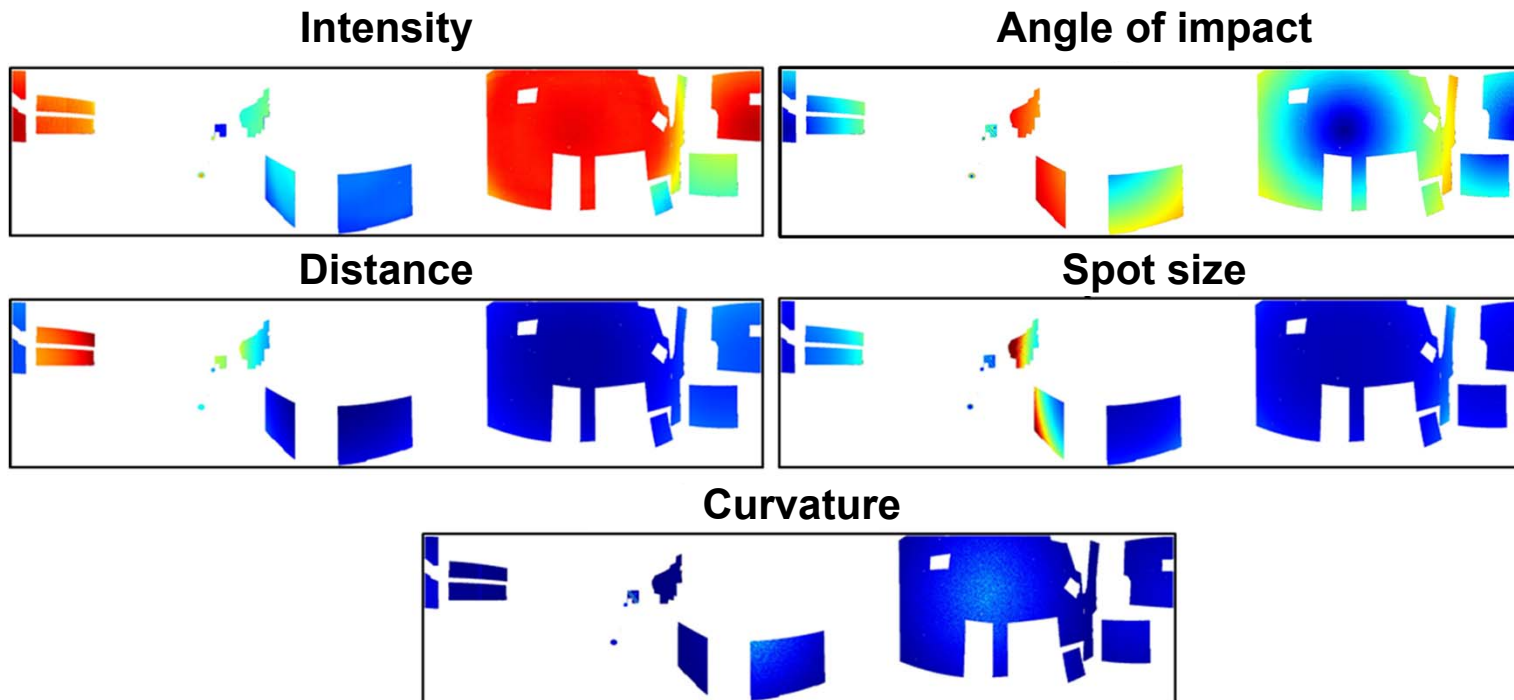 Intensity
Angle of impact
Distance
Spot size
Curvature